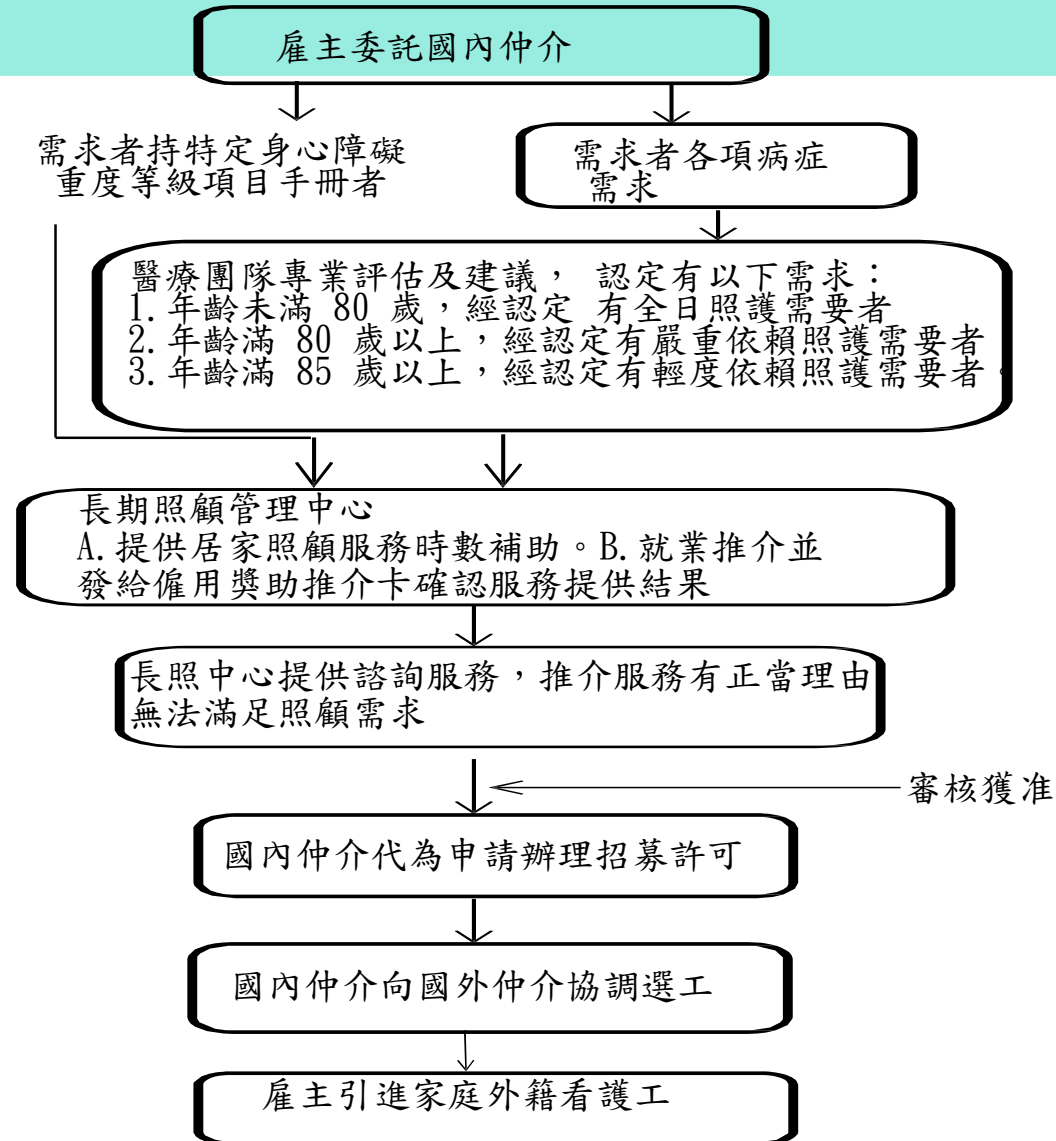 雇主委託國內仲介
需求者持特定身心障礙
重度等級項目手冊者
需求者各項病症
需求
醫療團隊專業評估及建議， 認定有以下需求：
1.年齡未滿 80 歲，經認定 有全日照護需要者
2.年齡滿 80 歲以上，經認定有嚴重依賴照護需要者
3.年齡滿 85 歲以上，經認定有輕度依賴照護需要者。
長期照顧管理中心
A.提供居家照顧服務時數補助。B.就業推介並
發給僱用獎助推介卡確認服務提供結果
長照中心提供諮詢服務，推介服務有正當理由
無法滿足照顧需求
審核獲准
國內仲介代為申請辦理招募許可
國內仲介向國外仲介協調選工
雇主引進家庭外籍看護工